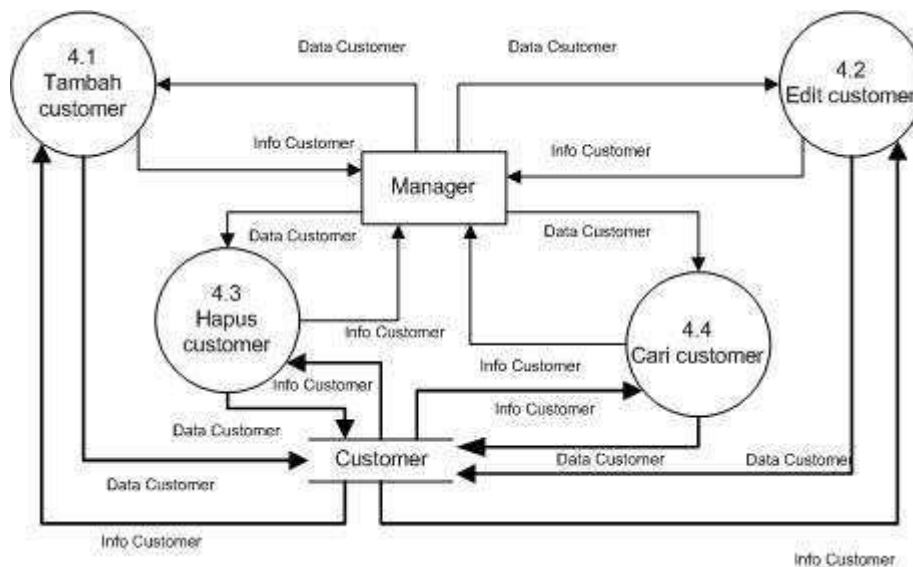 Data Customer
Data Csutomer
4.1
Tambah
customer
4.2
Edit customer
Info Customer
Info Customer
Manager
Data Customer
Data Customer
4.3
Hapus
customer
4.4
Cari customer
Info Customer
Info Customer
Info Customer
Info Customer
Data Customer
Customer
Data Customer
Data Customer
Data Customer
Info Customer
Info Customer